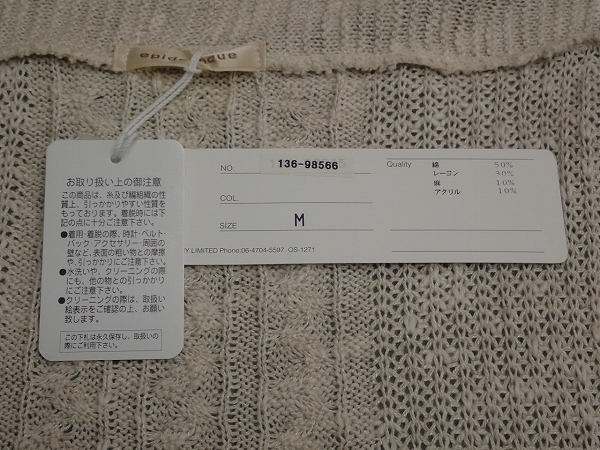 お取り扱い上の御注意
この商品は、糸及び編組織の性
質上、引っかかりやすい性質を
もっております。着脱時には下
記の点に十分ご注意下さい。
●着用・着脱の際、時計・ベルト・
バック・アクセサリー・周囲の
壁など、表面の粗い物との摩擦
や、引っかかりにご注意下さい。
●水洗いや、クリーニングの際
にも、他の物との引っかかり
にご注意下さい。
●クリーニングの際は、取扱い
絵表示をご確認の上、お願い
致します。
この下札は永久保存し、取扱いの
際にご利用下さい。
NO. 136-98566
COL.
SIZE M
Y LIMITED Phone:06-4704-5597 OS-1271
Quality 綿 50%
レーヨン 30%
麻 10%
アクリル 10%